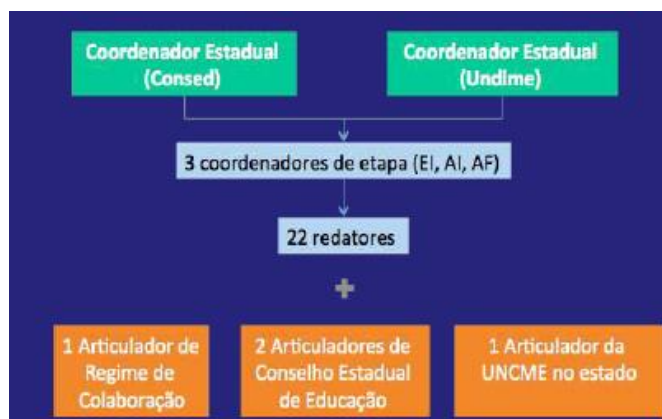 Coordenador Estadual
(Consed)
Coordenador Estadual
(Undime)
3 coordenadores de etapa (EI, AI, AF)
22 redatores
+
1 Articulador de
Regime de
Colaboração
2 Articuladores de
Conselho Estadual
de Educação
1 Articulador da
UNCME no estado